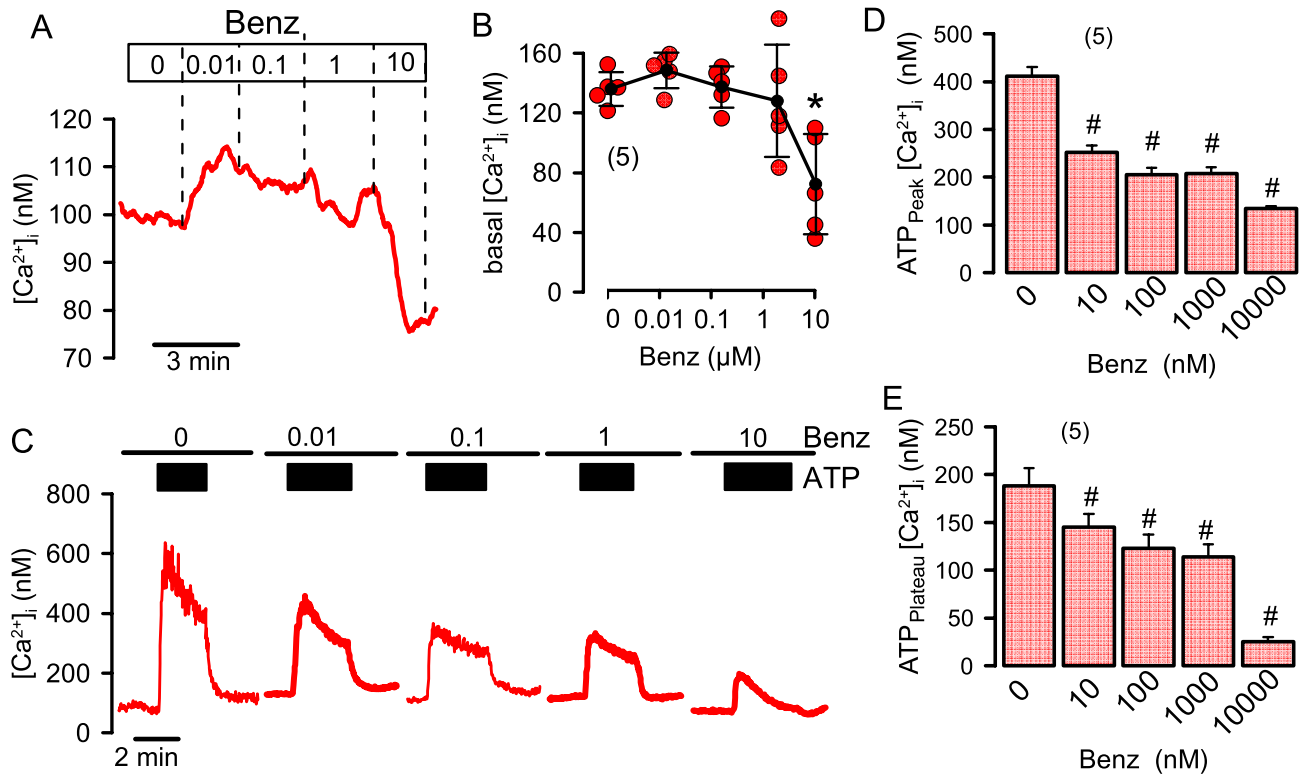 A
Benz
0 0.01 0.1 1 10
[Ca²⁺]ᵢ (nM)
120
110
100
90
80
70
3 min
B
basal [Ca²⁺]ᵢ (nM)
160
120
80
40
0
*
(5)
0 0.01 0.1 1 10
Benz (µM)
C
0 0.01 0.1 1 10 Benz
ATP
[Ca²⁺]ᵢ (nM)
800
600
400
200
0
2 min
D
ATP_Peak [Ca²⁺]ᵢ (nM)
500
400
300
200
100
0
(5)
# # # #
0 10 100 1000 10000
Benz (nM)
E
ATP_Plateau [Ca²⁺]ᵢ (nM)
250
200
150
100
50
0
(5)
# # # #
0 10 100 1000 10000
Benz (nM)